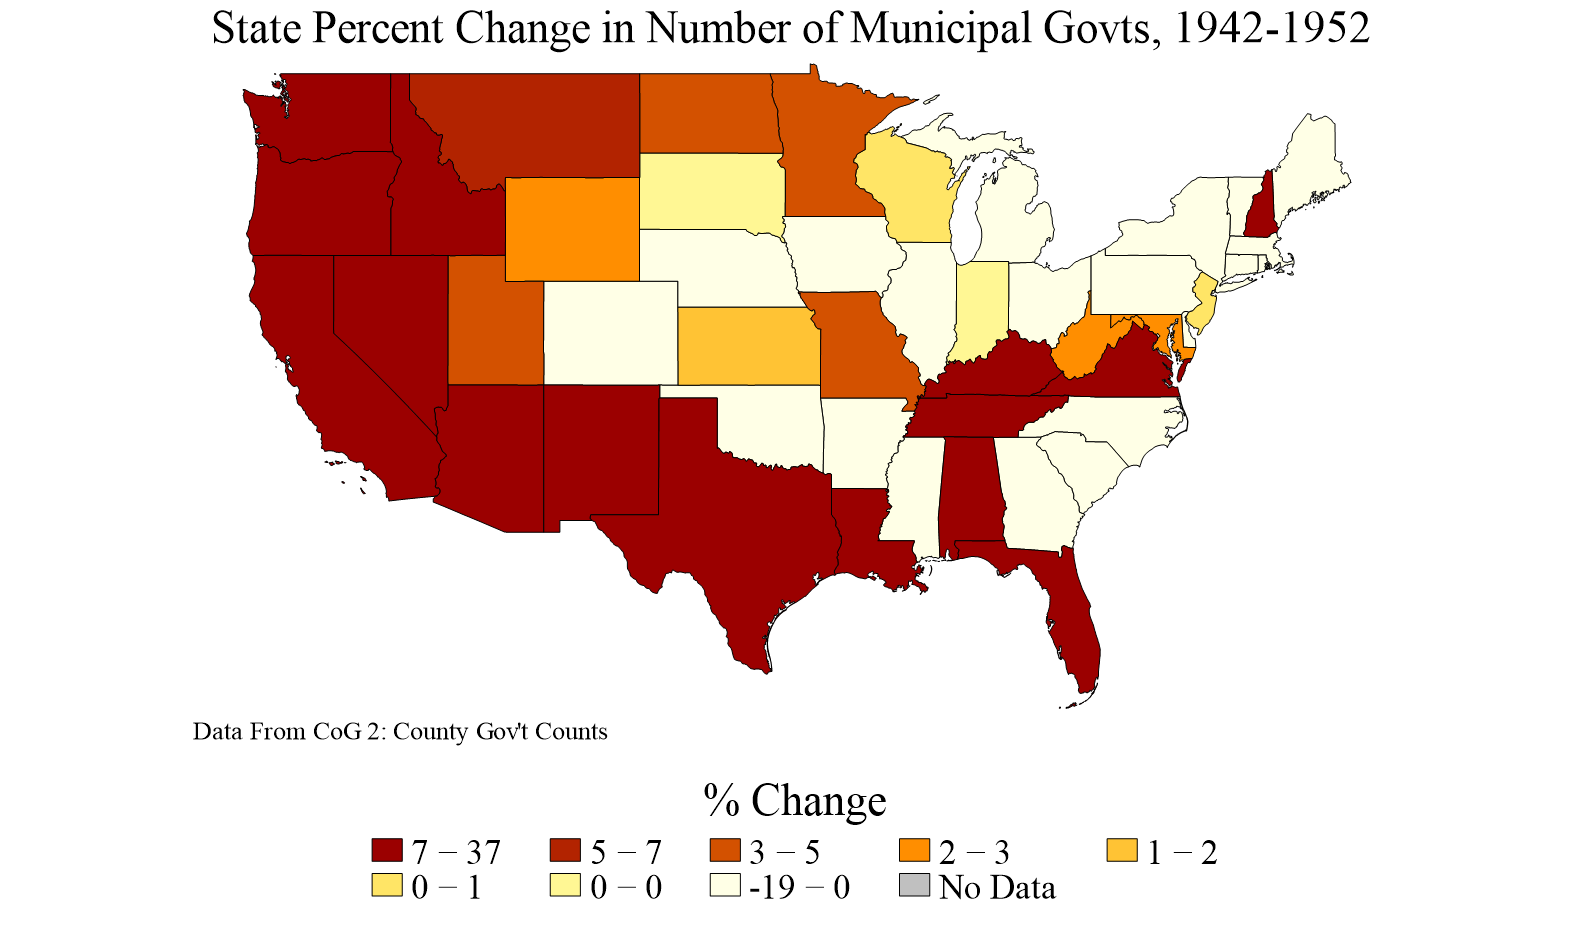 State Percent Change in Number of Municipal Govts, 1942-1952
Data From CoG 2: County Gov't Counts
% Change
7 – 37 5 – 7 3 – 5 2 – 3 1 – 2
0 – 1 0 – 0 -19 – 0 No Data